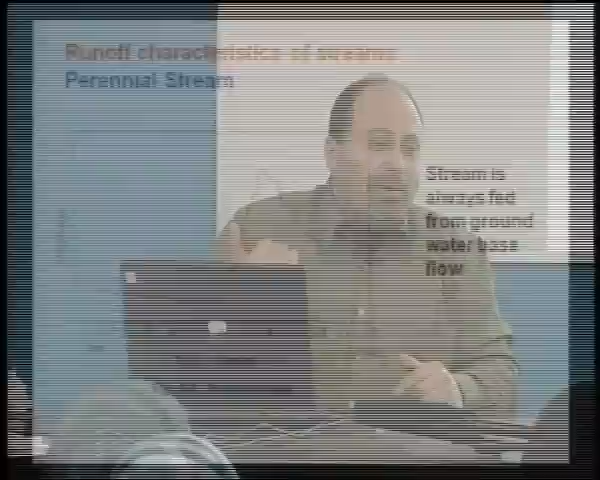 Runoff characteristics of streams
Perennial Stream
Stream is
always fed
from ground
water base
flow